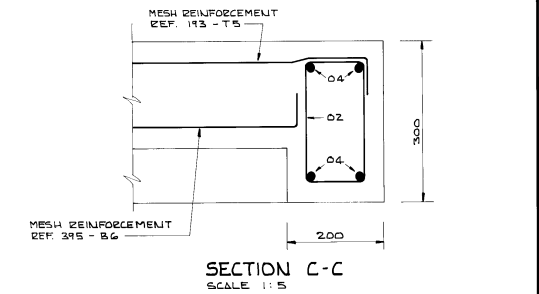 MESH REINFORCEMENT
REF. 193 - T5
04
02
04
300
MESH REINFORCEMENT
REF. 395 - B6
200
SECTION C-C
SCALE 1:5